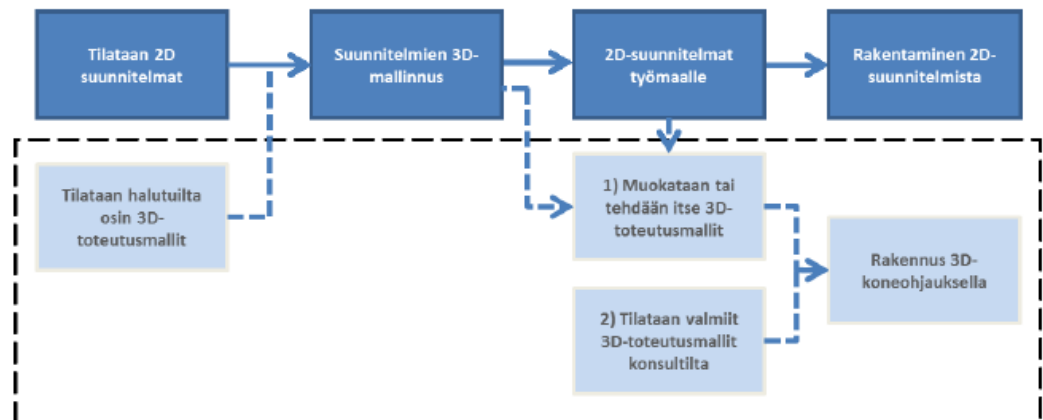 Tilataan 2D
suunnitelmat
Suunnitelmien 3D-
mallinnus
2D-suunnitelmat
työmaalle
Rakentaminen 2D-
suunnitelmista
Tilataan halutuilta
osin 3D-
toteutusmallit
1) Muokataan tai
tehdään itse 3D-
toteutusmallit
Rakennus 3D-
koneohjauksella
2) Tilataan valmiit
3D-toteutusmallit
konsultilta